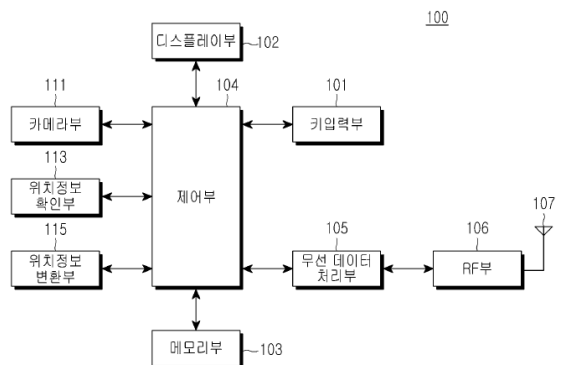 100
디스플레이부
102
111
104
101
카메라부
키입력부
113
위치정보
확인부
제어부
107
115
105
106
위치정보
변환부
무선 데이터
처리부
RF부
메모리부
103